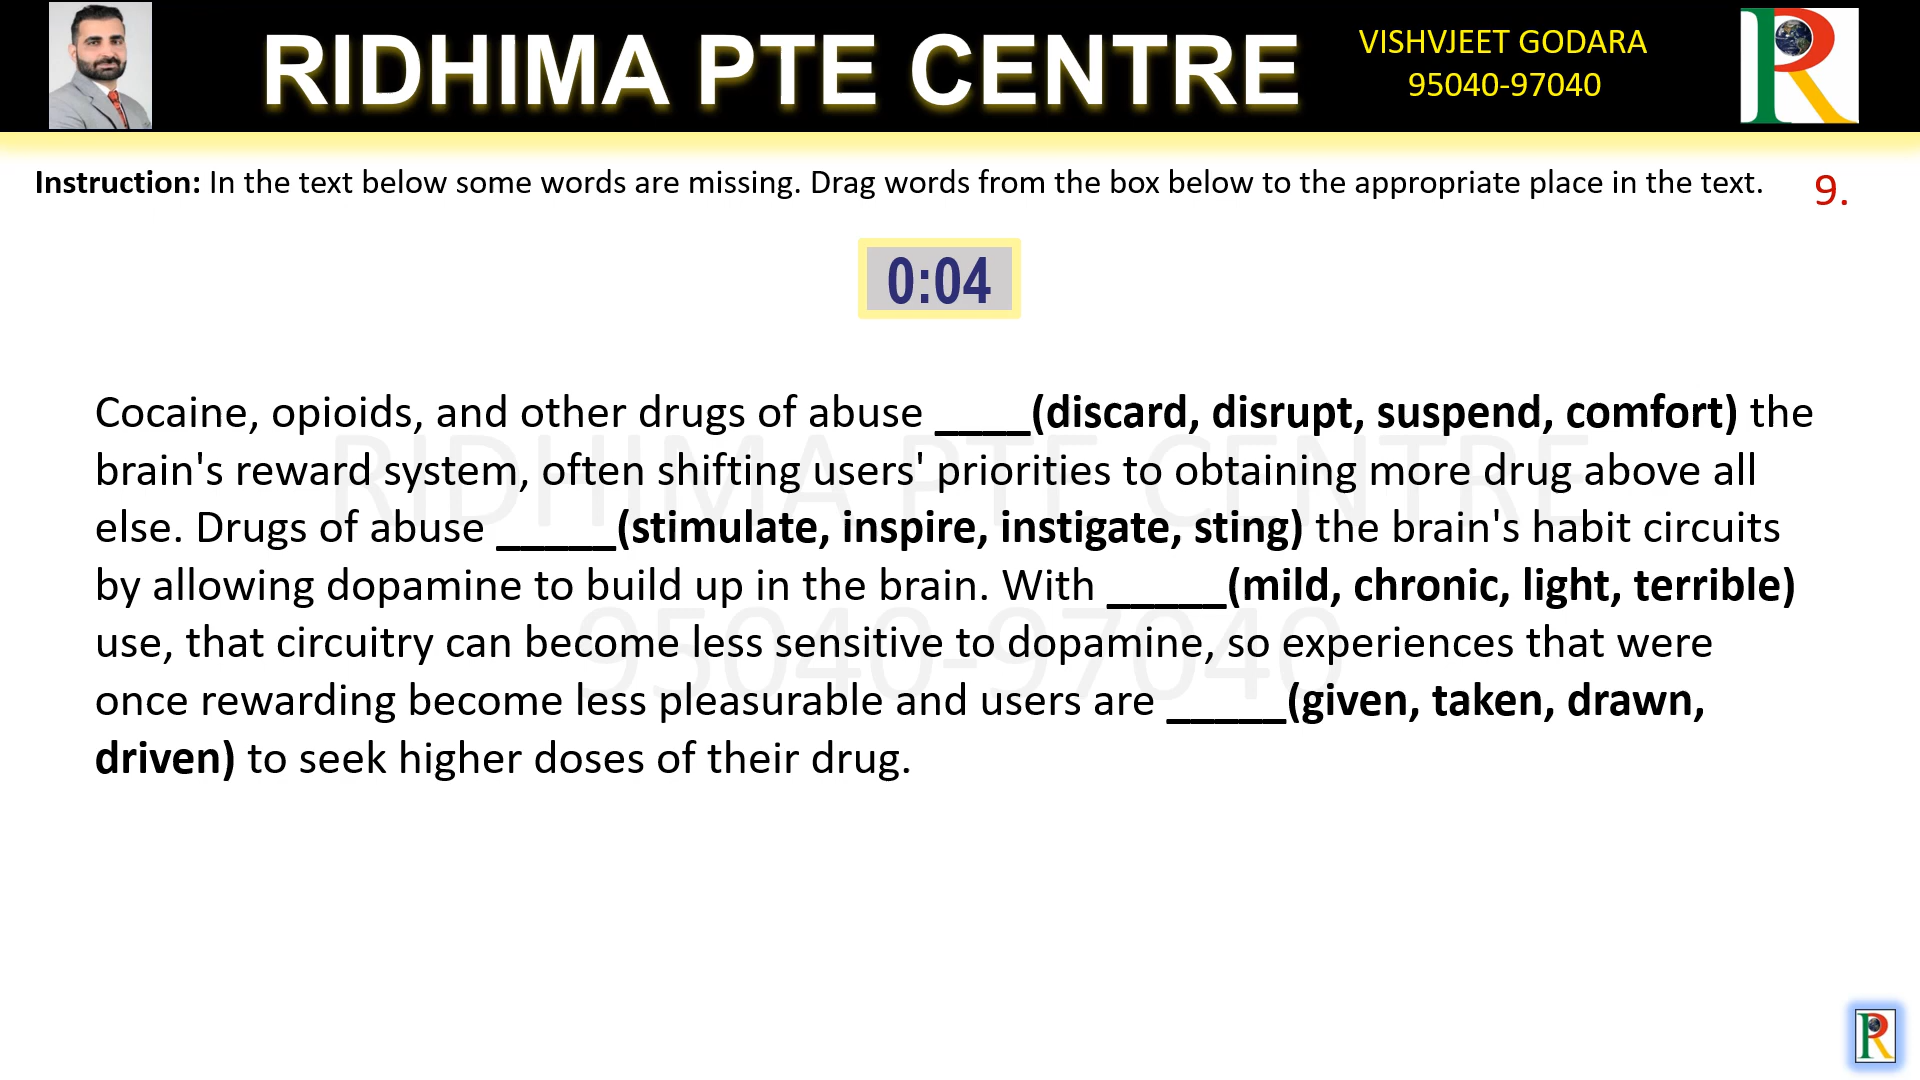 RIDHIMA PTE CENTRE
VISHVJEET GODARA
95040-97040
Instruction: In the text below some words are missing. Drag words from the box below to the appropriate place in the text.
9.
0:04
Cocaine, opioids, and other drugs of abuse ____(discard, disrupt, suspend, comfort) the
brain's reward system, often shifting users' priorities to obtaining more drug above all
else. Drugs of abuse _____(stimulate, inspire, instigate, sting) the brain's habit circuits
by allowing dopamine to build up in the brain. With _____(mild, chronic, light, terrible)
use, that circuitry can become less sensitive to dopamine, so experiences that were
once rewarding become less pleasurable and users are _____(given, taken, drawn,
driven) to seek higher doses of their drug.
RIDHIMA PTE CENTRE
95040-97040